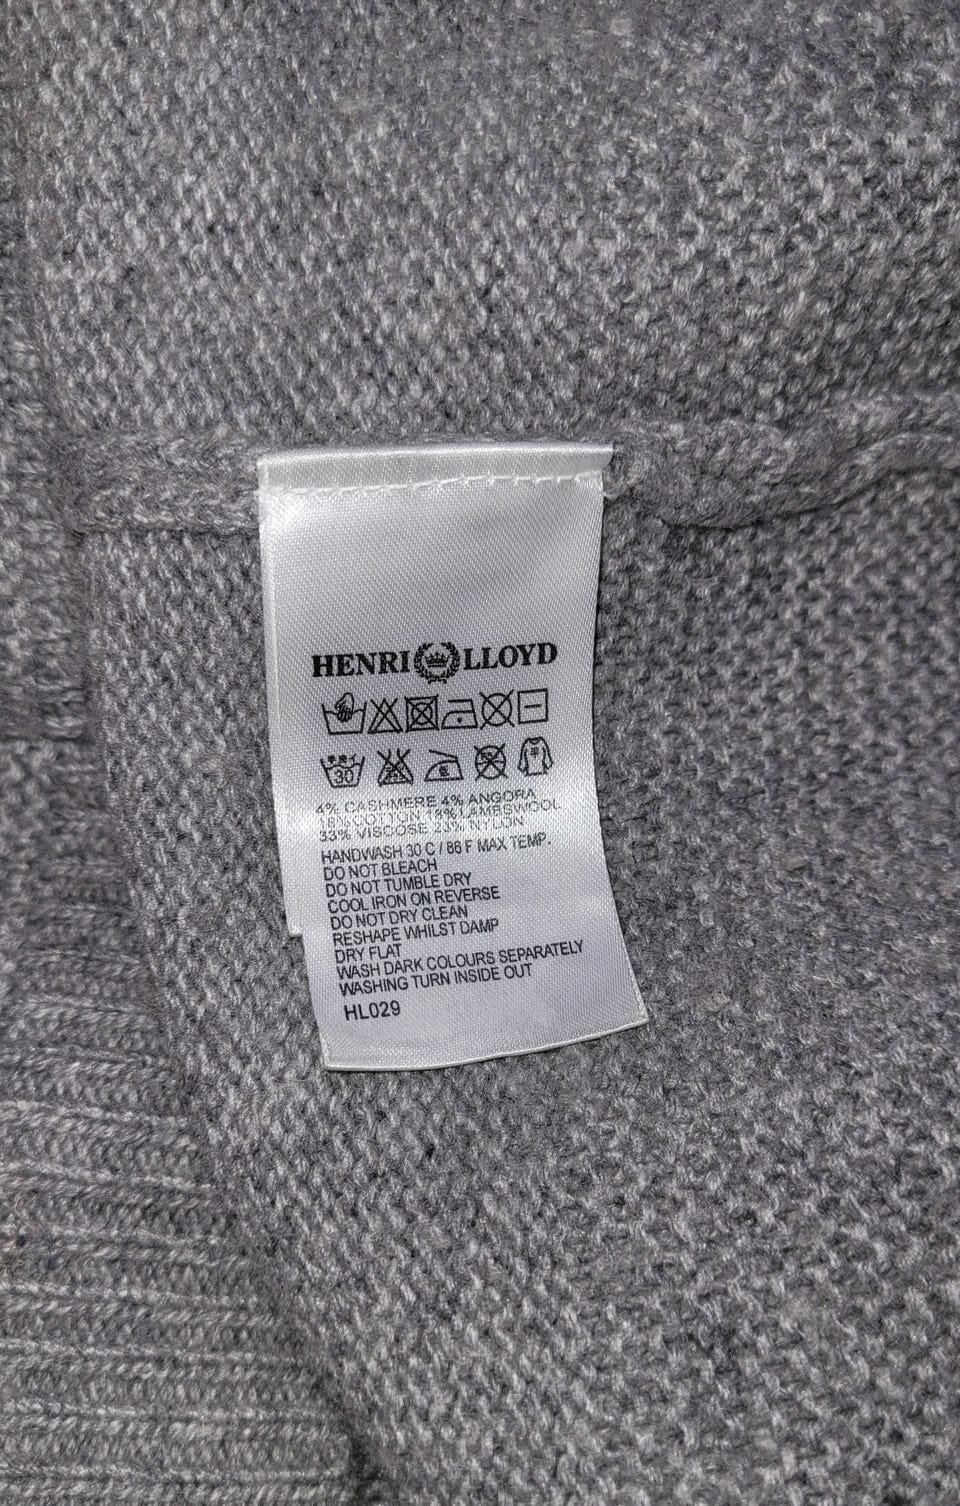 HENRI LLOYD
30
4% CASHMERE 4% ANGORA
18% COTTON 18% LAMBSWOOL
33% VISCOSE 23% NYLON
HANDWASH 30 C / 86 F MAX TEMP.
DO NOT BLEACH
DO NOT TUMBLE DRY
COOL IRON ON REVERSE
DO NOT DRY CLEAN
RESHAPE WHILST DAMP
DRY FLAT
WASH DARK COLOURS SEPARATELY
WASHING TURN INSIDE OUT
HL029